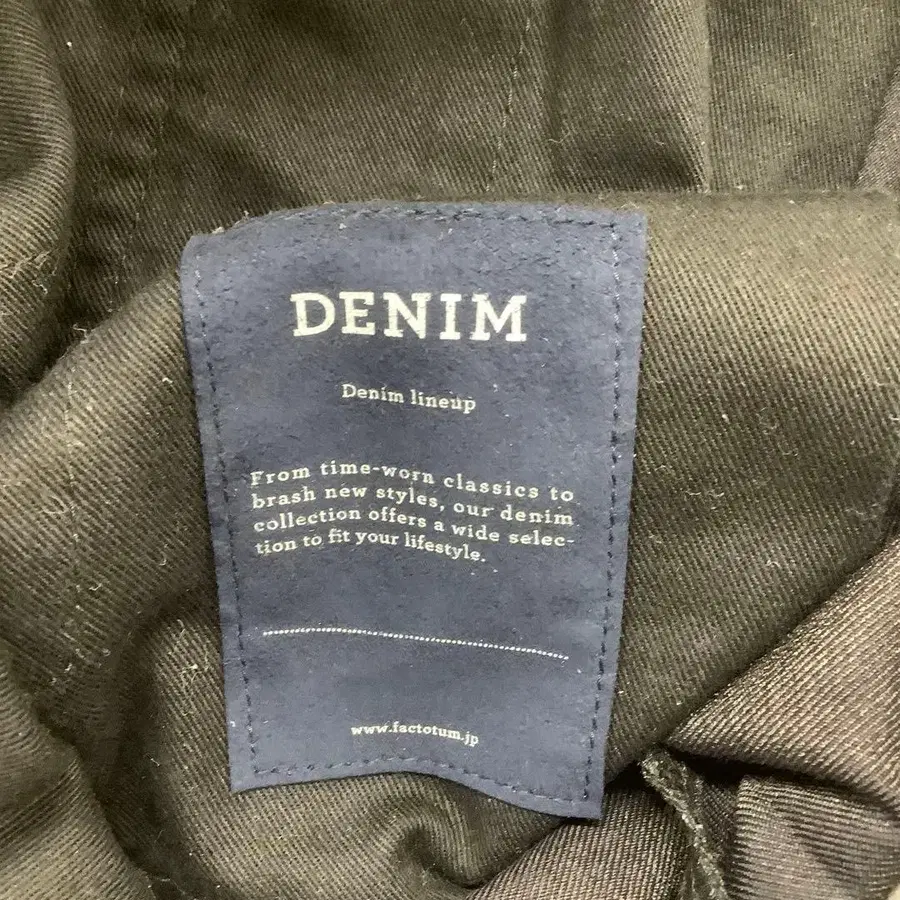 DENIM
Denim lineup
From time-worn classics to
brash new styles, our denim
collection offers a wide selec-
tion to fit your lifestyle.
www.factotum.jp